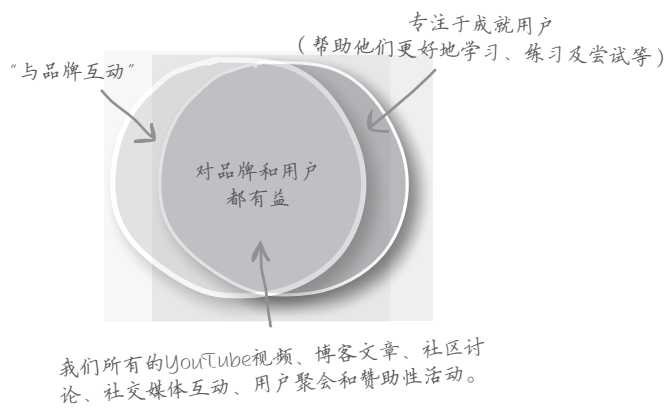 专注于成就用户
（帮助他们更好地学习、练习及尝试等）
“与品牌互动”
对品牌和用户
都有益
我们所有的YouTube视频、博客文章、社区讨
论、社交媒体互动、用户聚会和赞助性活动。